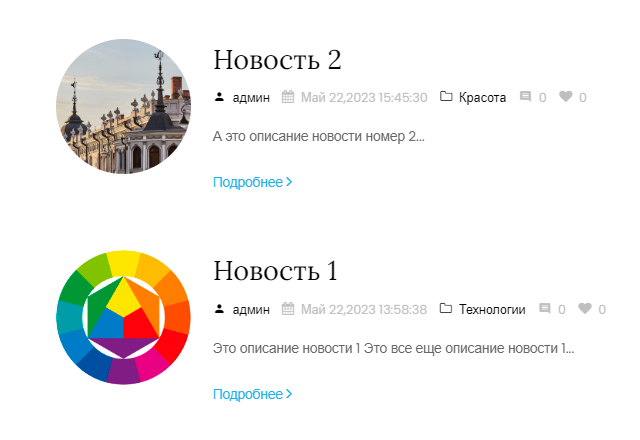 Новость 2
админ Май 22,2023 15:45:30 Красота 0 0
А это описание новости номер 2...
Подробнее
Новость 1
админ Май 22,2023 13:58:38 Технологии 0 0
Это описание новости 1 Это все еще описание новости 1...
Подробнее